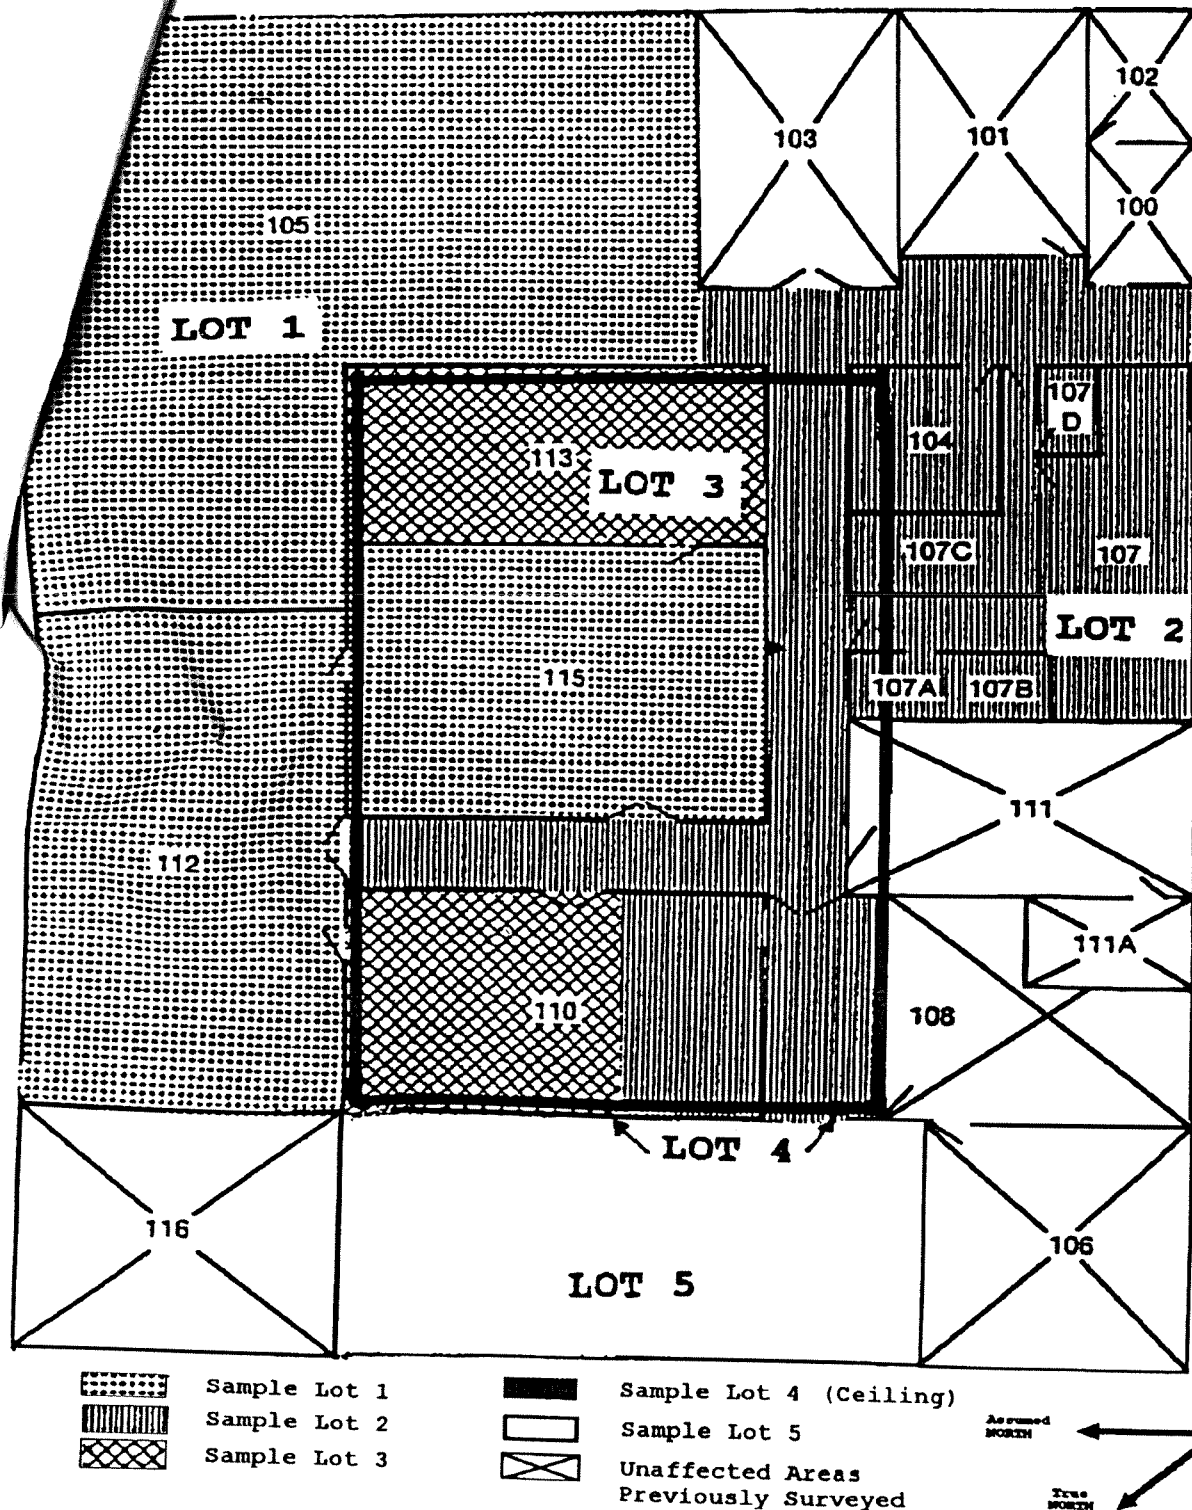 102
103
101
100
105
LOT 1
107
D
104
113
LOT 3
107C
107
LOT 2
115
107A
107B
111
112
111A
110
108
LOT 4
116
106
LOT 5
Sample Lot 1
Sample Lot 2
Sample Lot 3
Sample Lot 4 (Ceiling)
Sample Lot 5
Unaffected Areas
Previously Surveyed
Assumed
NORTH
True
NORTH